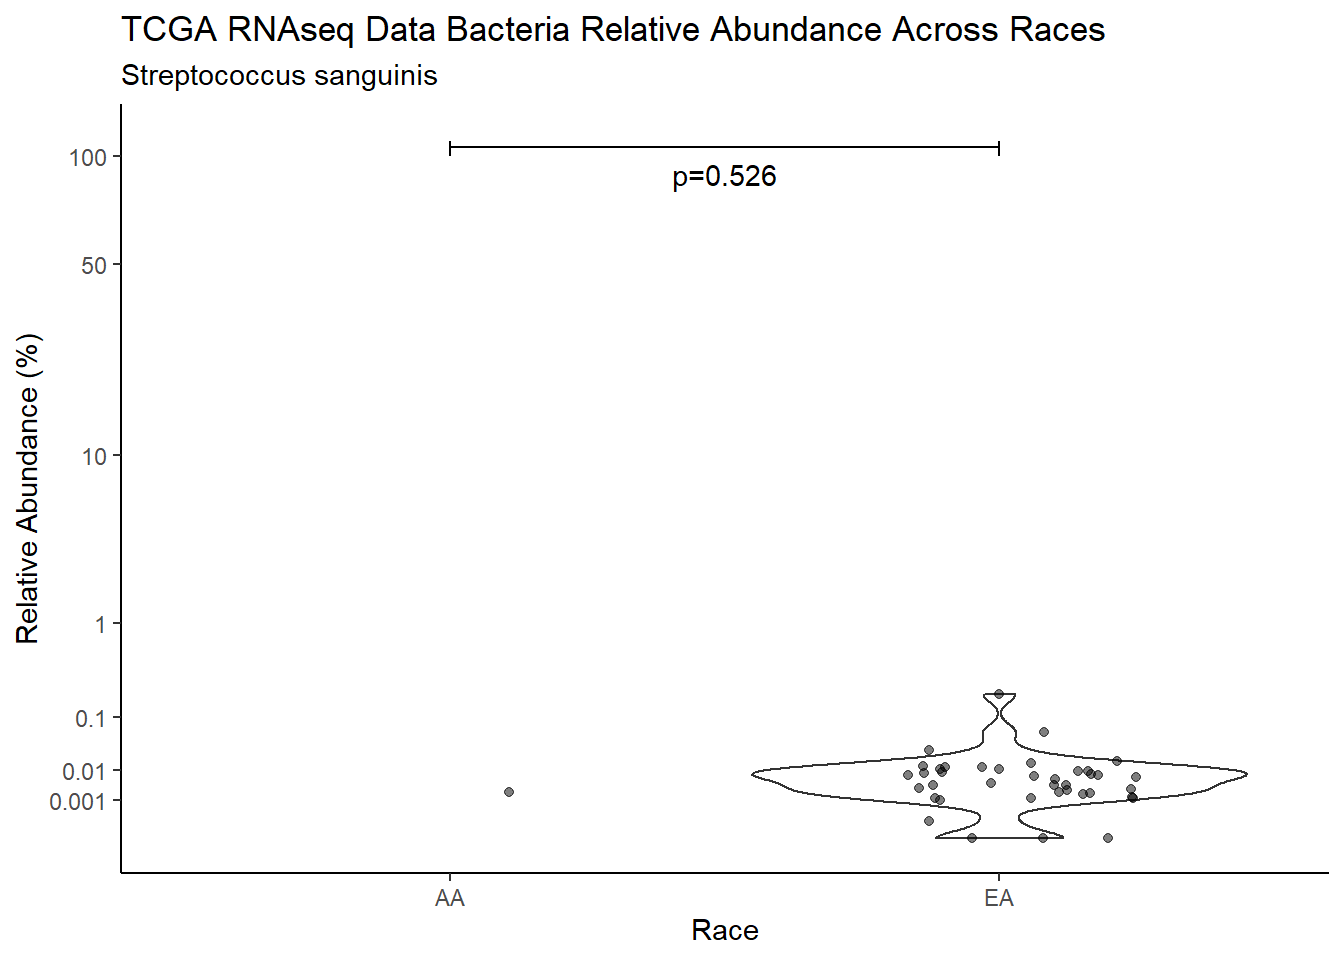 TCGA RNAseq Data Bacteria Relative Abundance Across Races
Streptococcus sanguinis
p=0.526
100
50
10
1
0.1
0.01
0.001
Relative Abundance (%)
AA
EA
Race